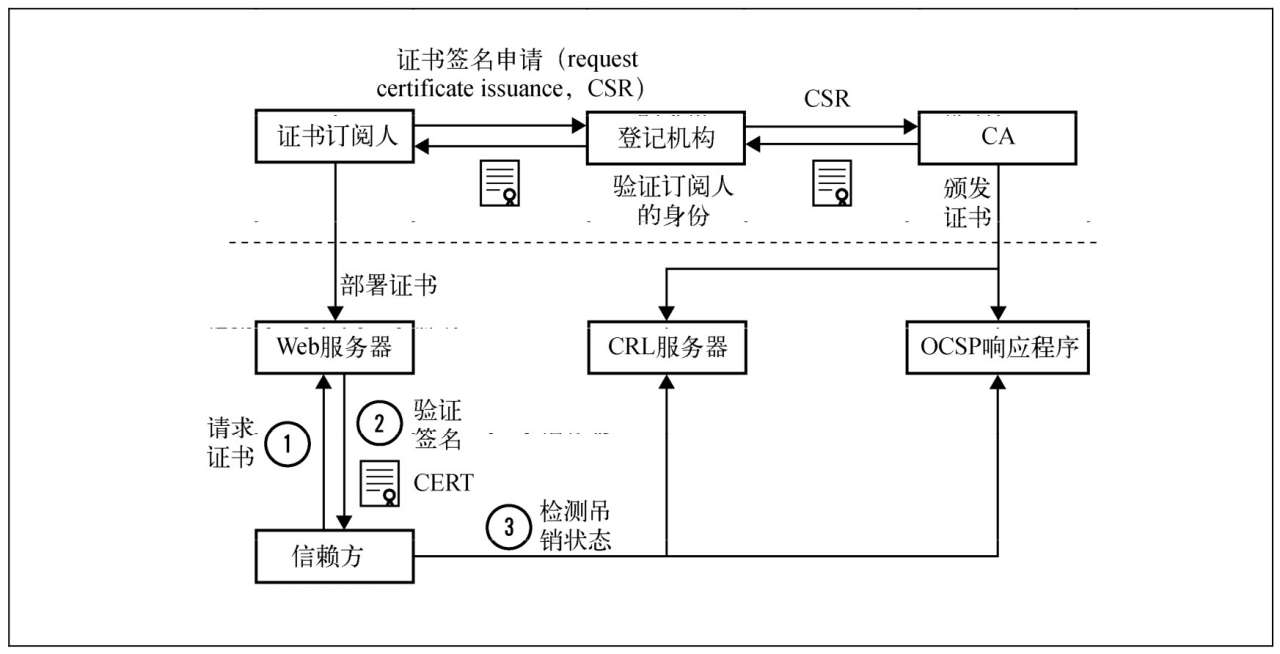 证书签名申请（request
certificate issuance，CSR）
CSR
证书订阅人
登记机构
CA
验证订阅人
的身份
颁发
证书
部署证书
Web服务器
CRL服务器
OCSP响应程序
请求
证书
1
2
验证
签名
CERT
3
检测吊
销状态
信赖方